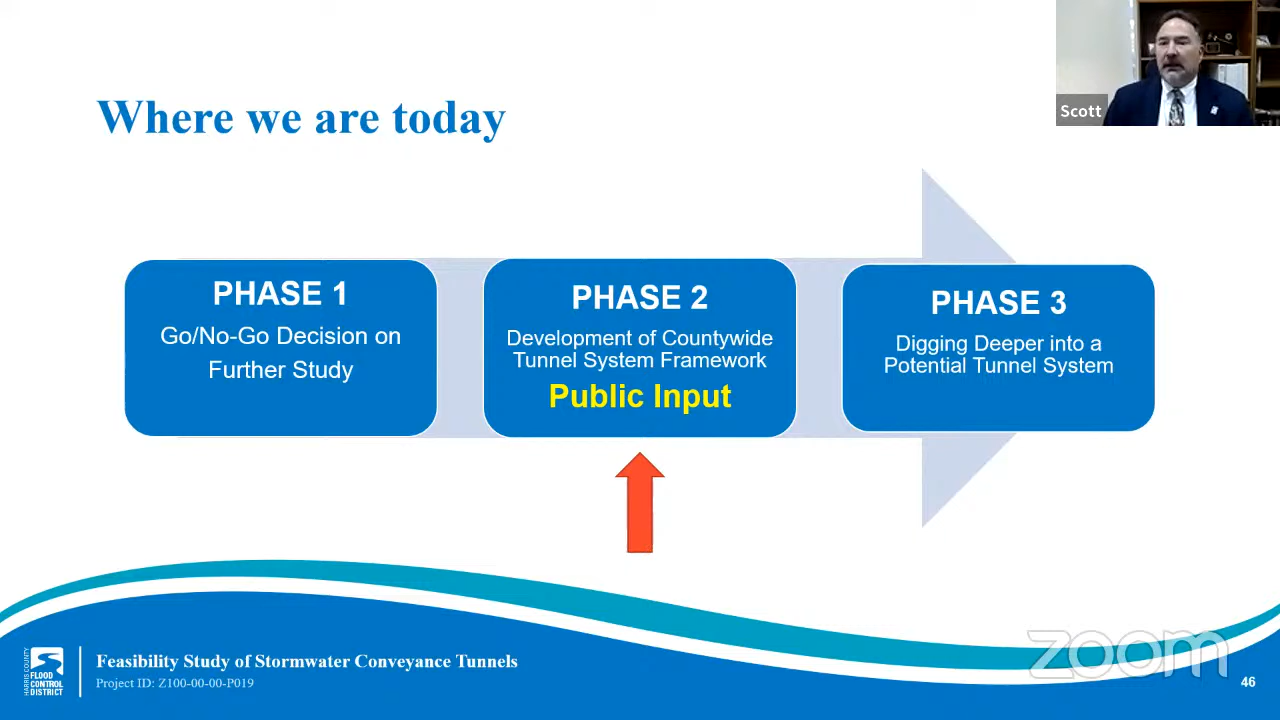 Scott
Where we are today
PHASE 1
Go/No-Go Decision on
Further Study
PHASE 2
Development of Countywide
Tunnel System Framework
Public Input
PHASE 3
Digging Deeper into a
Potential Tunnel System
HARRIS COUNTY
FLOOD
CONTROL
DISTRICT
Feasibility Study of Stormwater Conveyance Tunnels
Project ID: Z100-00-00-P019
zoom
46